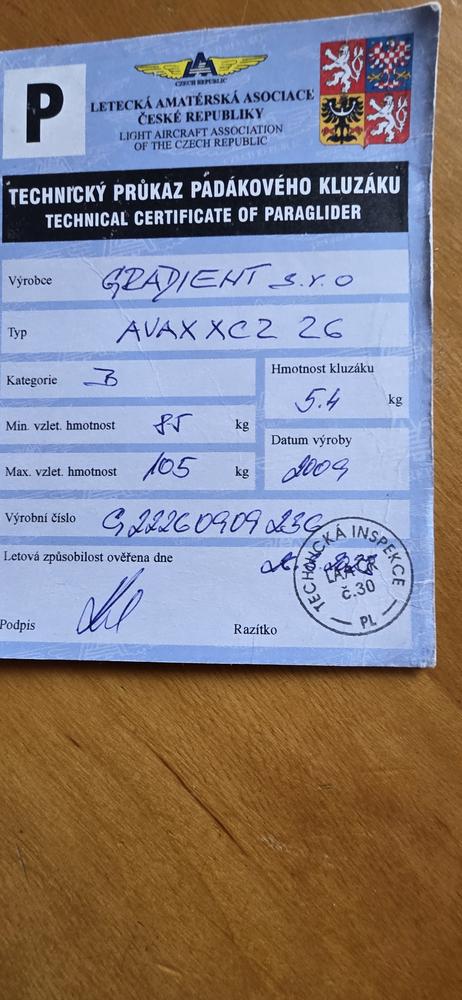 P
CZECH REPUBLIC
LETECKÁ AMATÉRSKÁ ASOCIACE
ČESKÉ REPUBLIKY
LIGHT AIRCRAFT ASSOCIATION
OF THE CZECH REPUBLIC
TECHNICKÝ PRŮKAZ PADÁKOVÉHO KLUZÁKU
TECHNICAL CERTIFICATE OF PARAGLIDER
Výrobce GRADIENT s.r.o
Typ AVAX XC2 26
Kategorie B
Hmotnost kluzáku
5.4 kg
Min. vzlet. hmotnost 85 kg
Datum výroby
2009
Max. vzlet. hmotnost 105 kg
Výrobní číslo G22260909236
Letová způsobilost ověřena dne
TECHNICKÁ INSPEKCE
LAA ČR
č.30
PL
Podpis
Razítko